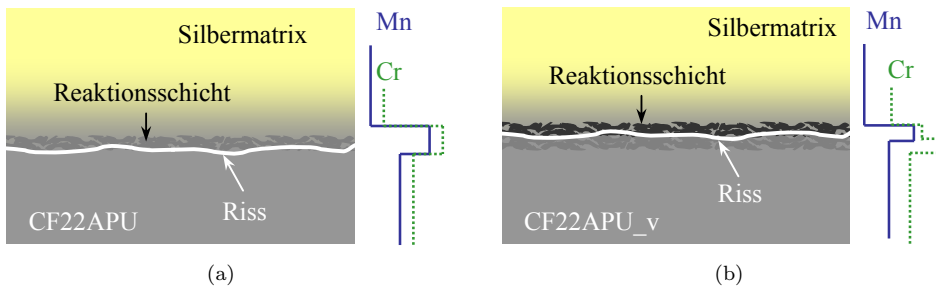 Silbermatrix
Mn
Cr
Reaktionsschicht
Riss
CF22APU
(a)
Silbermatrix
Mn
Cr
Reaktionsschicht
Riss
CF22APU_v
(b)